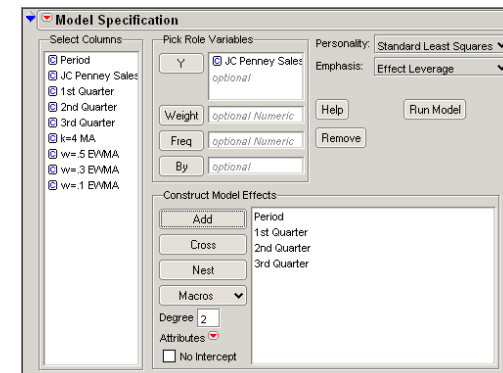 Model Specification
Select Columns
Period
JC Penney Sales
1st Quarter
2nd Quarter
3rd Quarter
k=4 MA
w=.5 EWMA
w=.3 EWMA
w=.1 EWMA
Pick Role Variables
Y
JC Penney Sales
optional
Weight
optional Numeric
Freq
optional Numeric
By
optional
Personality:
Standard Least Squares
Emphasis:
Effect Leverage
Help
Run Model
Remove
Construct Model Effects
Add
Cross
Nest
Macros
Degree 2
Attributes
No Intercept
Period
1st Quarter
2nd Quarter
3rd Quarter